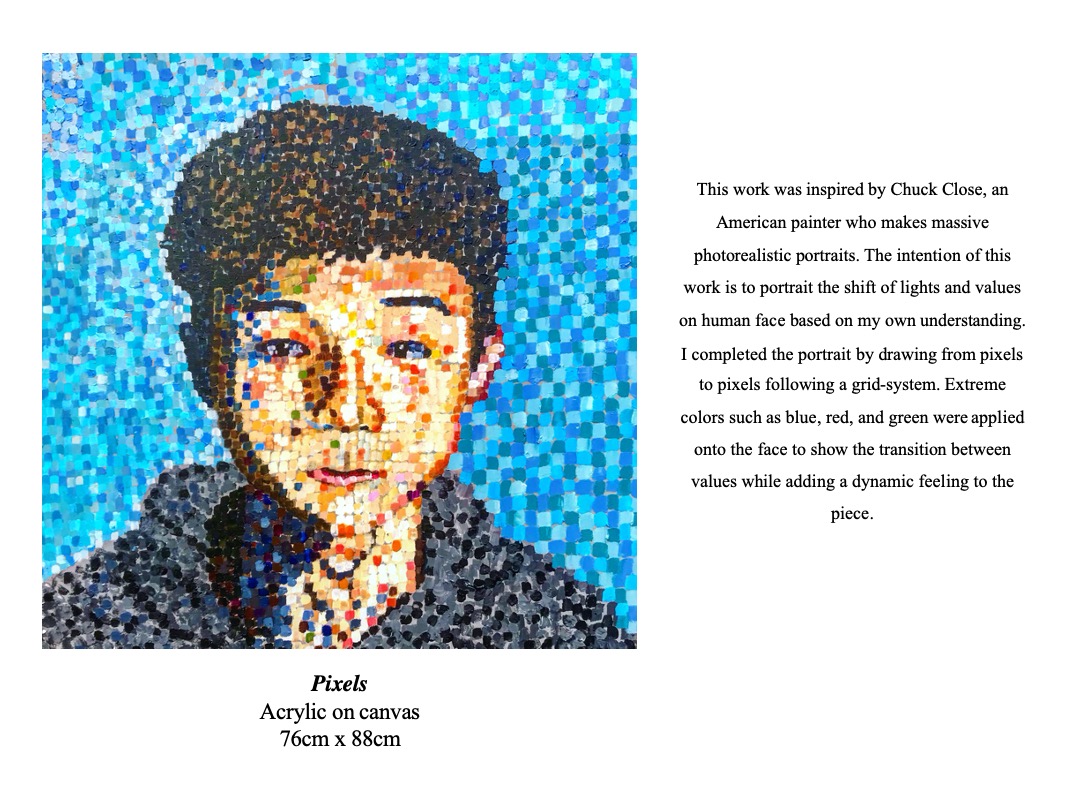 This work was inspired by Chuck Close, an
American painter who makes massive
photorealistic portraits. The intention of this
work is to portrait the shift of lights and values
on human face based on my own understanding.
I completed the portrait by drawing from pixels
to pixels following a grid-system. Extreme
colors such as blue, red, and green were applied
onto the face to show the transition between
values while adding a dynamic feeling to the
piece.
Pixels
Acrylic on canvas
76cm x 88cm